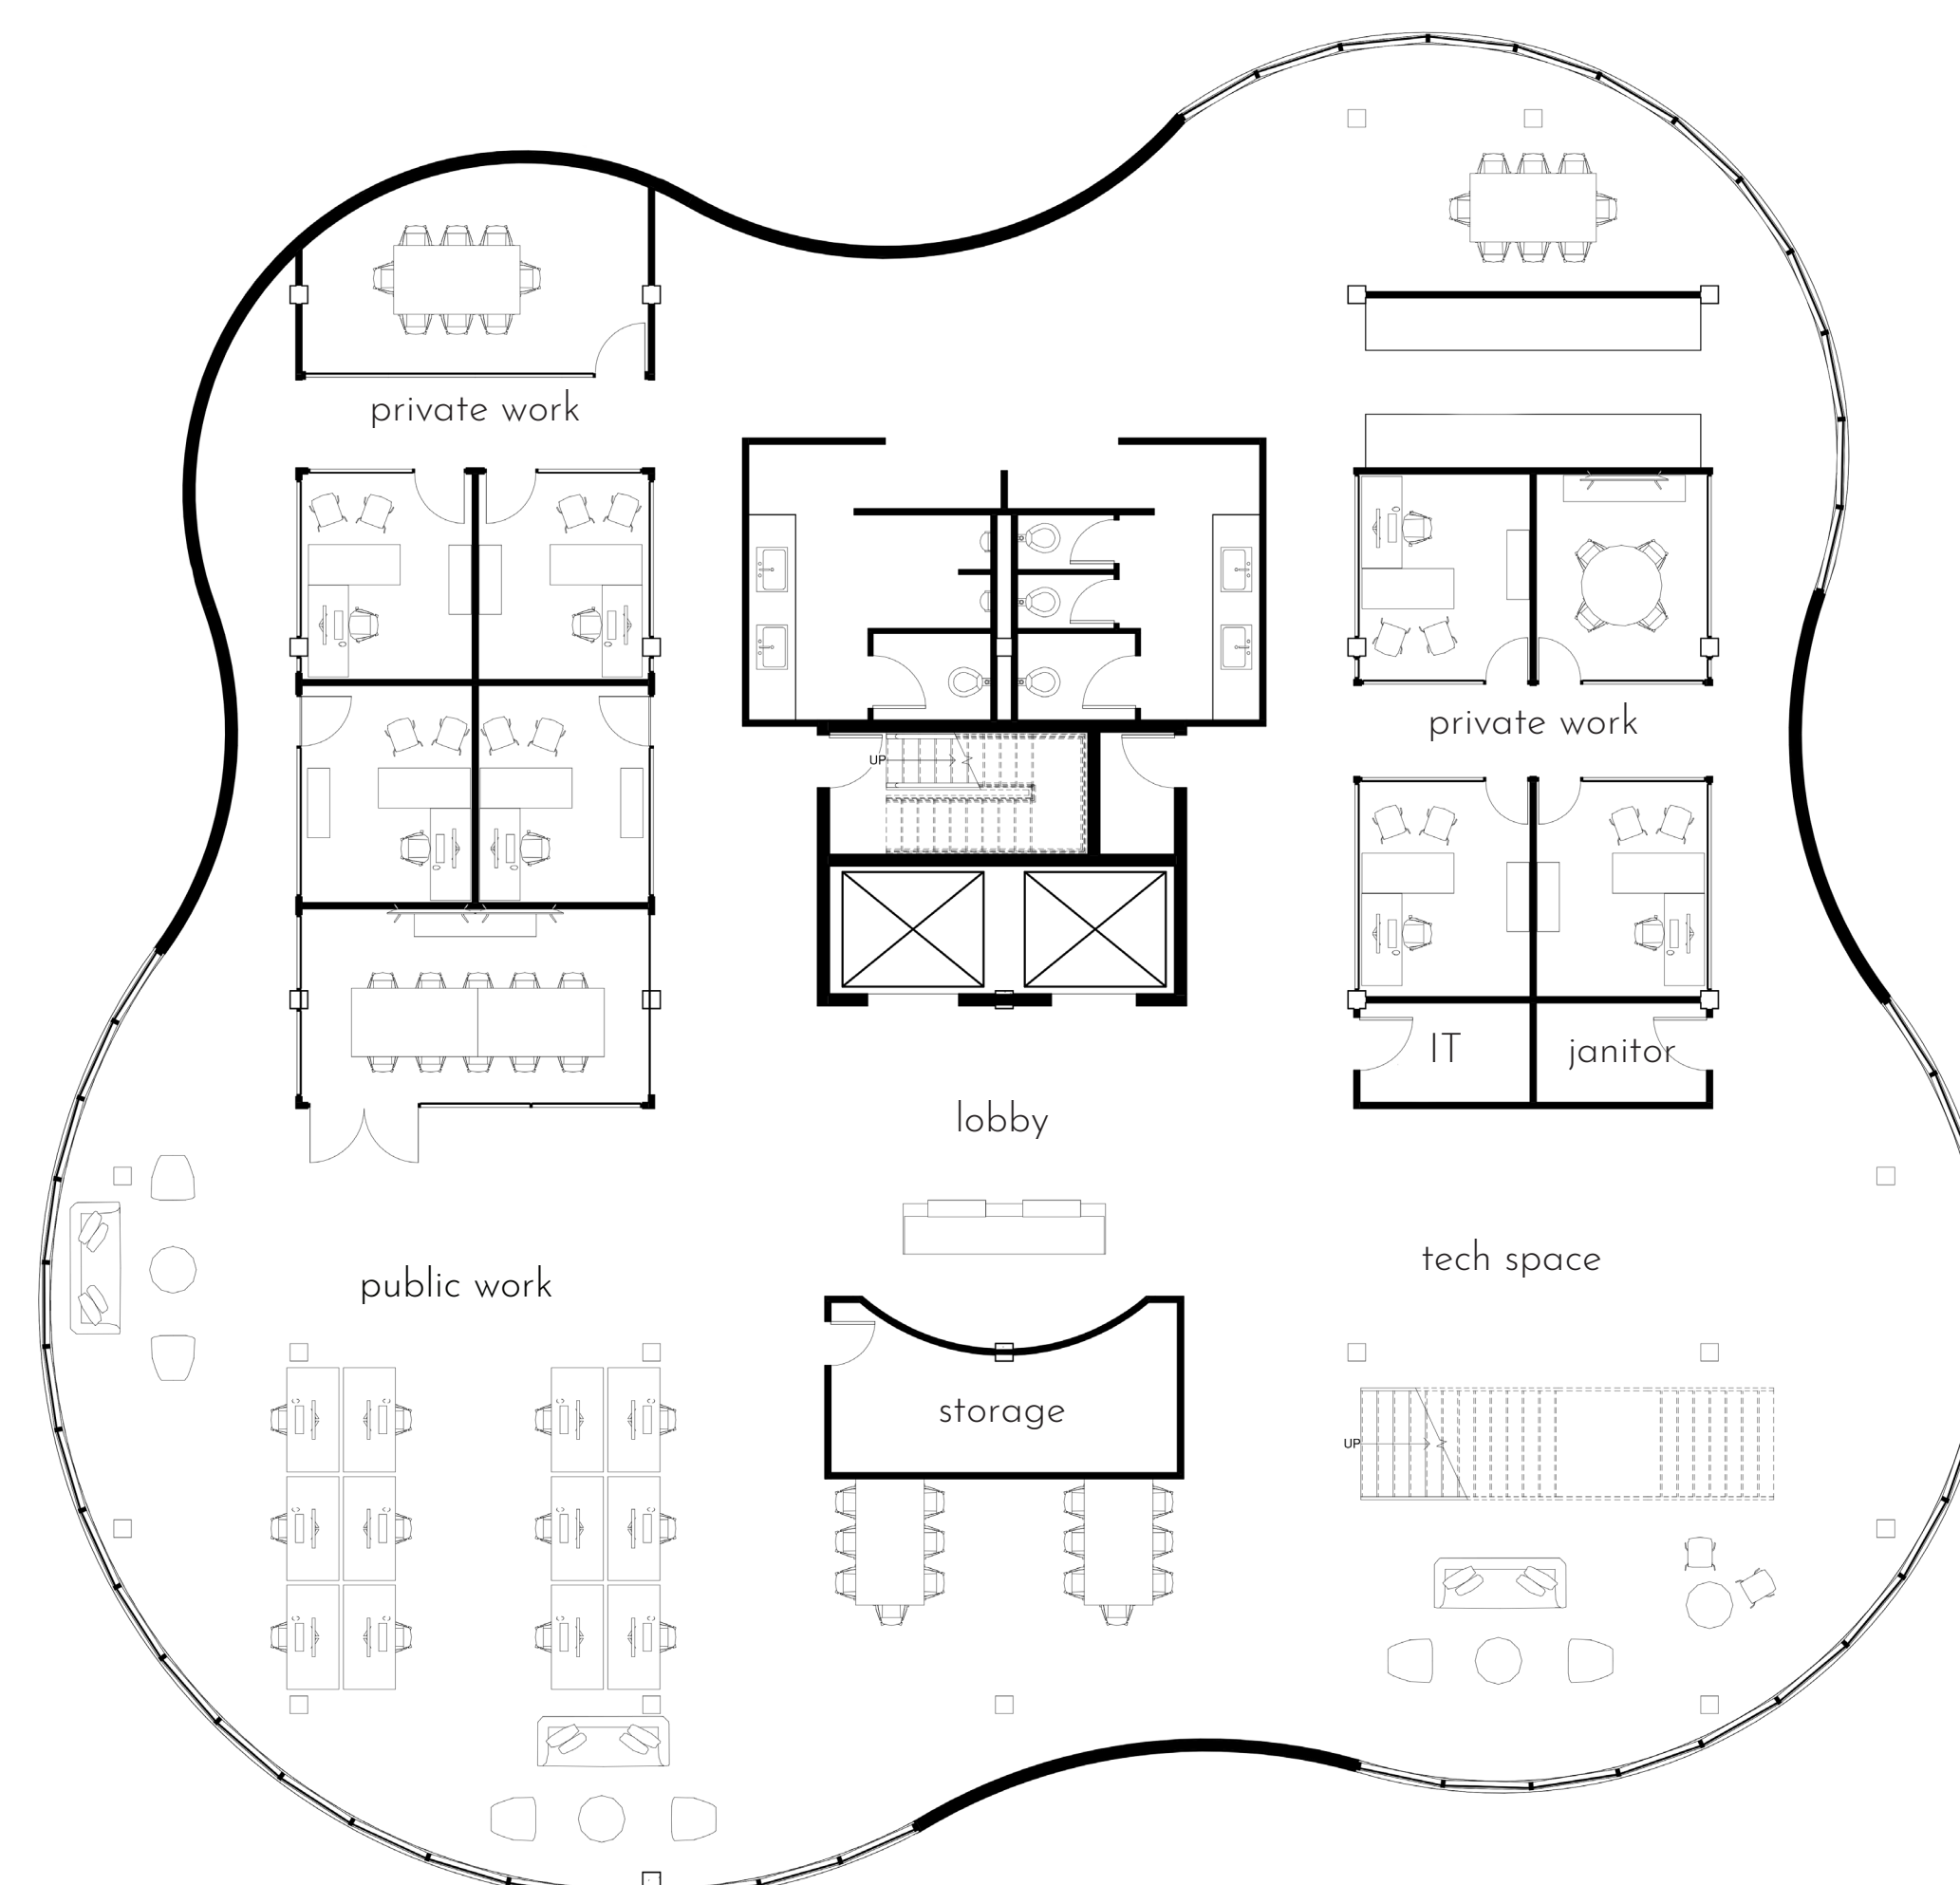 private work
private work
UP
IT
janitor
lobby
public work
tech space
storage
UP